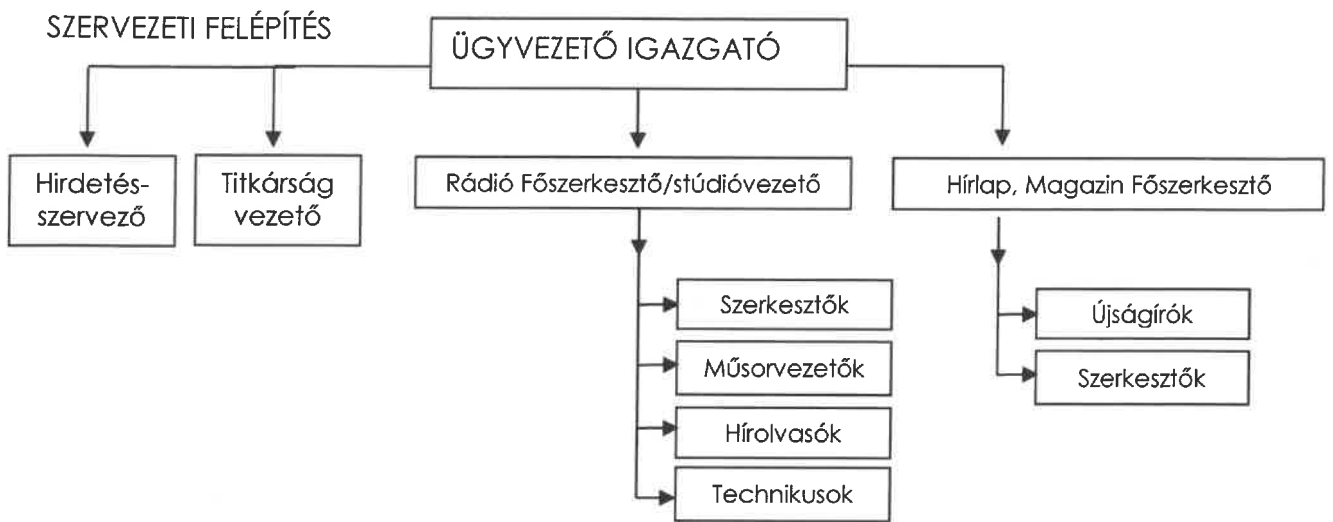 SZERVEZETI FELÉPÍTÉS
ÜGYVEZETŐ IGAZGATÓ
Hirdetés-
szervező
Titkárság
vezető
Rádió Főszerkesztő/stúdióvezető
Hírlap, Magazin Főszerkesztő
Szerkesztők
Műsorvezetők
Hírolvasók
Technikusok
Újságírók
Szerkesztők